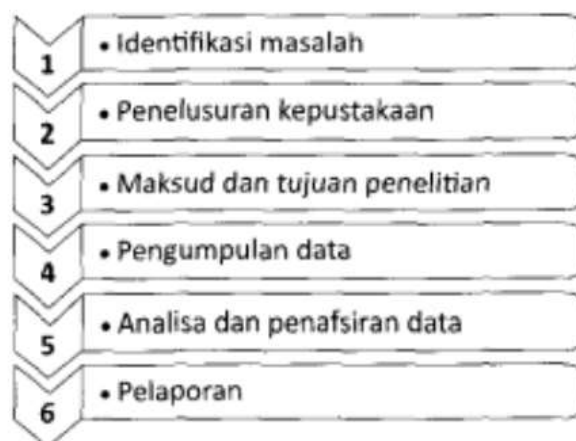 1 • Identifikasi masalah
2 • Penelusuran kepustakaan
3 • Maksud dan tujuan penelitian
4 • Pengumpulan data
5 • Analisa dan penafsiran data
6 • Pelaporan